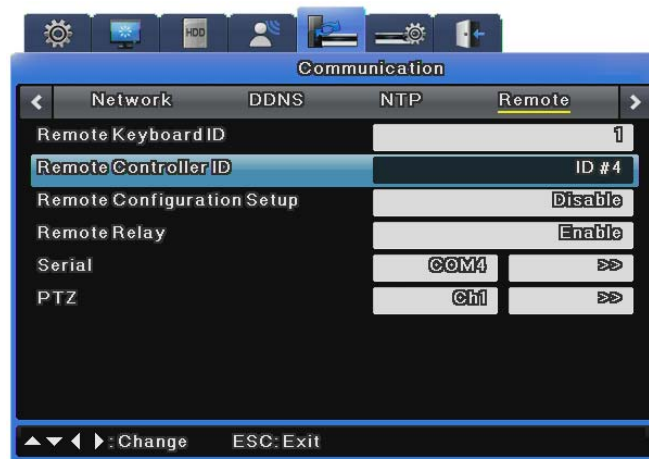 HDD
Communication
Network DDNS NTP Remote
Remote Keyboard ID 1
Remote Controller ID ID #4
Remote Configuration Setup Disable
Remote Relay Enable
Serial COM4 >>
PTZ Ch1 >>
:Change ESC:Exit